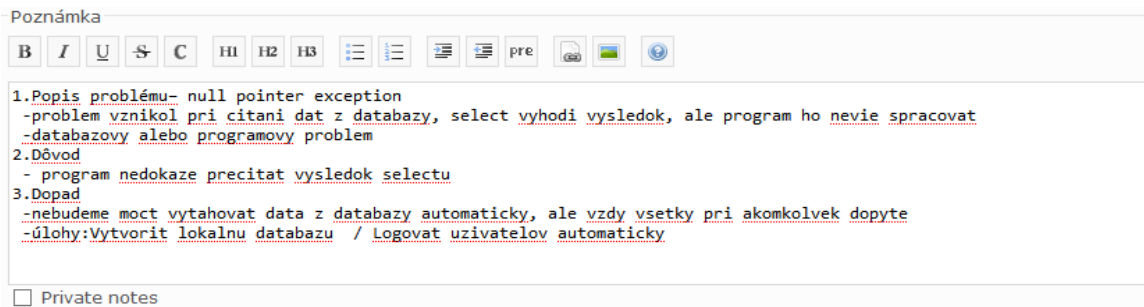 Poznámka
B I U S C H1 H2 H3 pre
1.Popis problému– null pointer exception
-problem vznikol pri citani dat z databazy, select vyhodi vysledok, ale program ho nevie spracovat
-databazovy alebo programovy problem
2.Dôvod
- program nedokaze precitat vysledok selectu
3.Dopad
-nebudeme moct vytahovat data z databazy automaticky, ale vzdy vsetky pri akomkolvek dopyte
-úlohy:Vytvorit lokalnu databazu / Logovat uzivatelov automaticky
Private notes